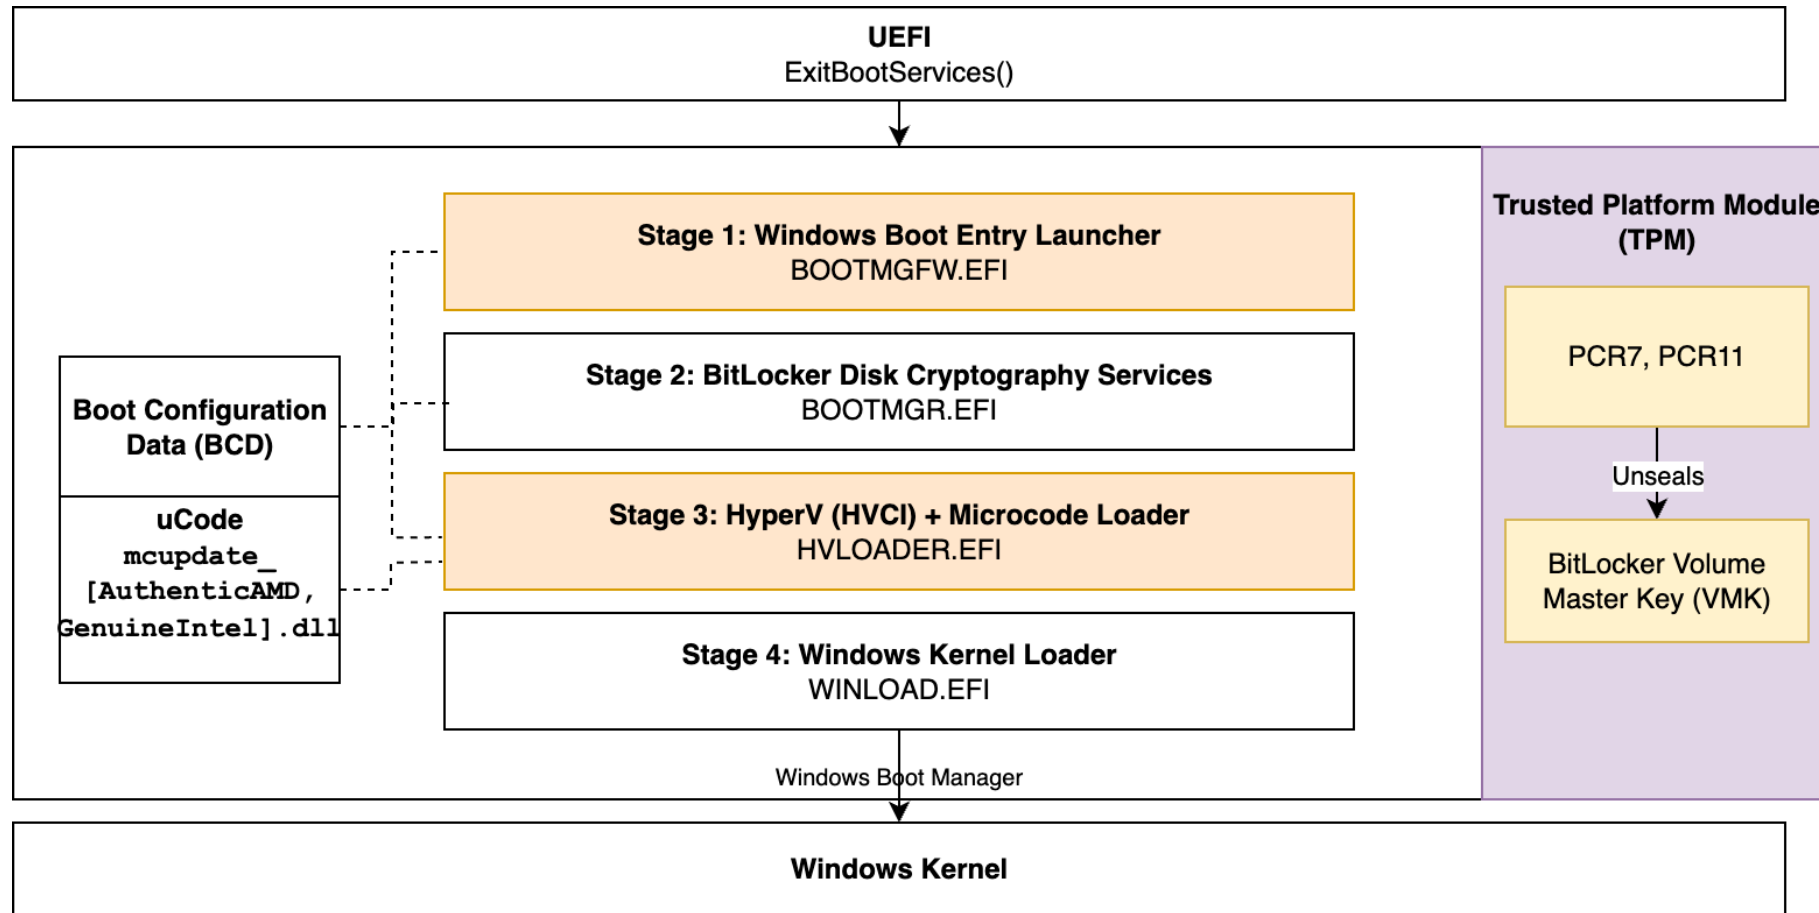 UEFI
ExitBootServices()
Stage 1: Windows Boot Entry Launcher
BOOTMGFW.EFI
Stage 2: BitLocker Disk Cryptography Services
BOOTMGR.EFI
Stage 3: HyperV (HVCI) + Microcode Loader
HVLOADER.EFI
Stage 4: Windows Kernel Loader
WINLOAD.EFI
Boot Configuration
Data (BCD)
uCode
mcupdate_
[AuthenticAMD,
GenuineIntel].dll
Trusted Platform Module
(TPM)
PCR7, PCR11
Unseals
BitLocker Volume
Master Key (VMK)
Windows Boot Manager
Windows Kernel